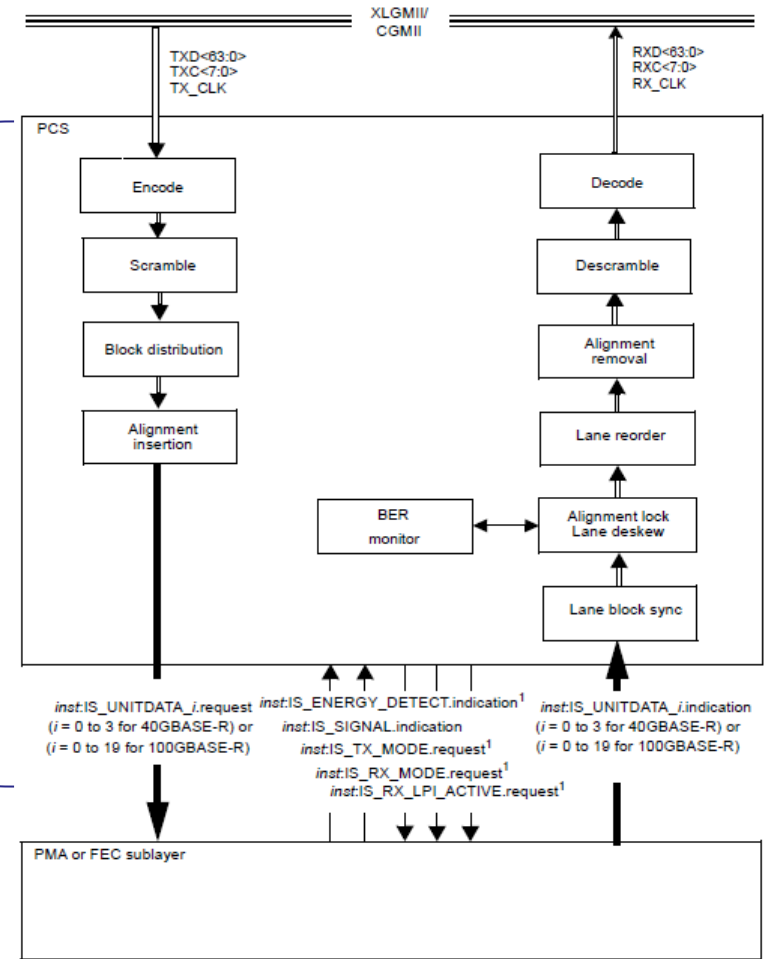 XLGMII/
CGMII
TXD<63:0>
TXC<7:0>
TX_CLK
RXD<63:0>
RXC<7:0>
RX_CLK
PCS
Encode
Scramble
Block distribution
Alignment
insertion
Decode
Descramble
Alignment
removal
Lane reorder
Alignment lock
Lane deskew
Lane block sync
BER
monitor
inst:IS_UNITDATA_i.request
(i = 0 to 3 for 40GBASE-R) or
(i = 0 to 19 for 100GBASE-R)
inst:IS_ENERGY_DETECT.indication¹
inst:IS_SIGNAL.indication
inst:IS_TX_MODE.request¹
inst:IS_RX_MODE.request¹
inst:IS_RX_LPI_ACTIVE.request¹
inst:IS_UNITDATA_i.indication
(i = 0 to 3 for 40GBASE-R) or
(i = 0 to 19 for 100GBASE-R)
PMA or FEC sublayer